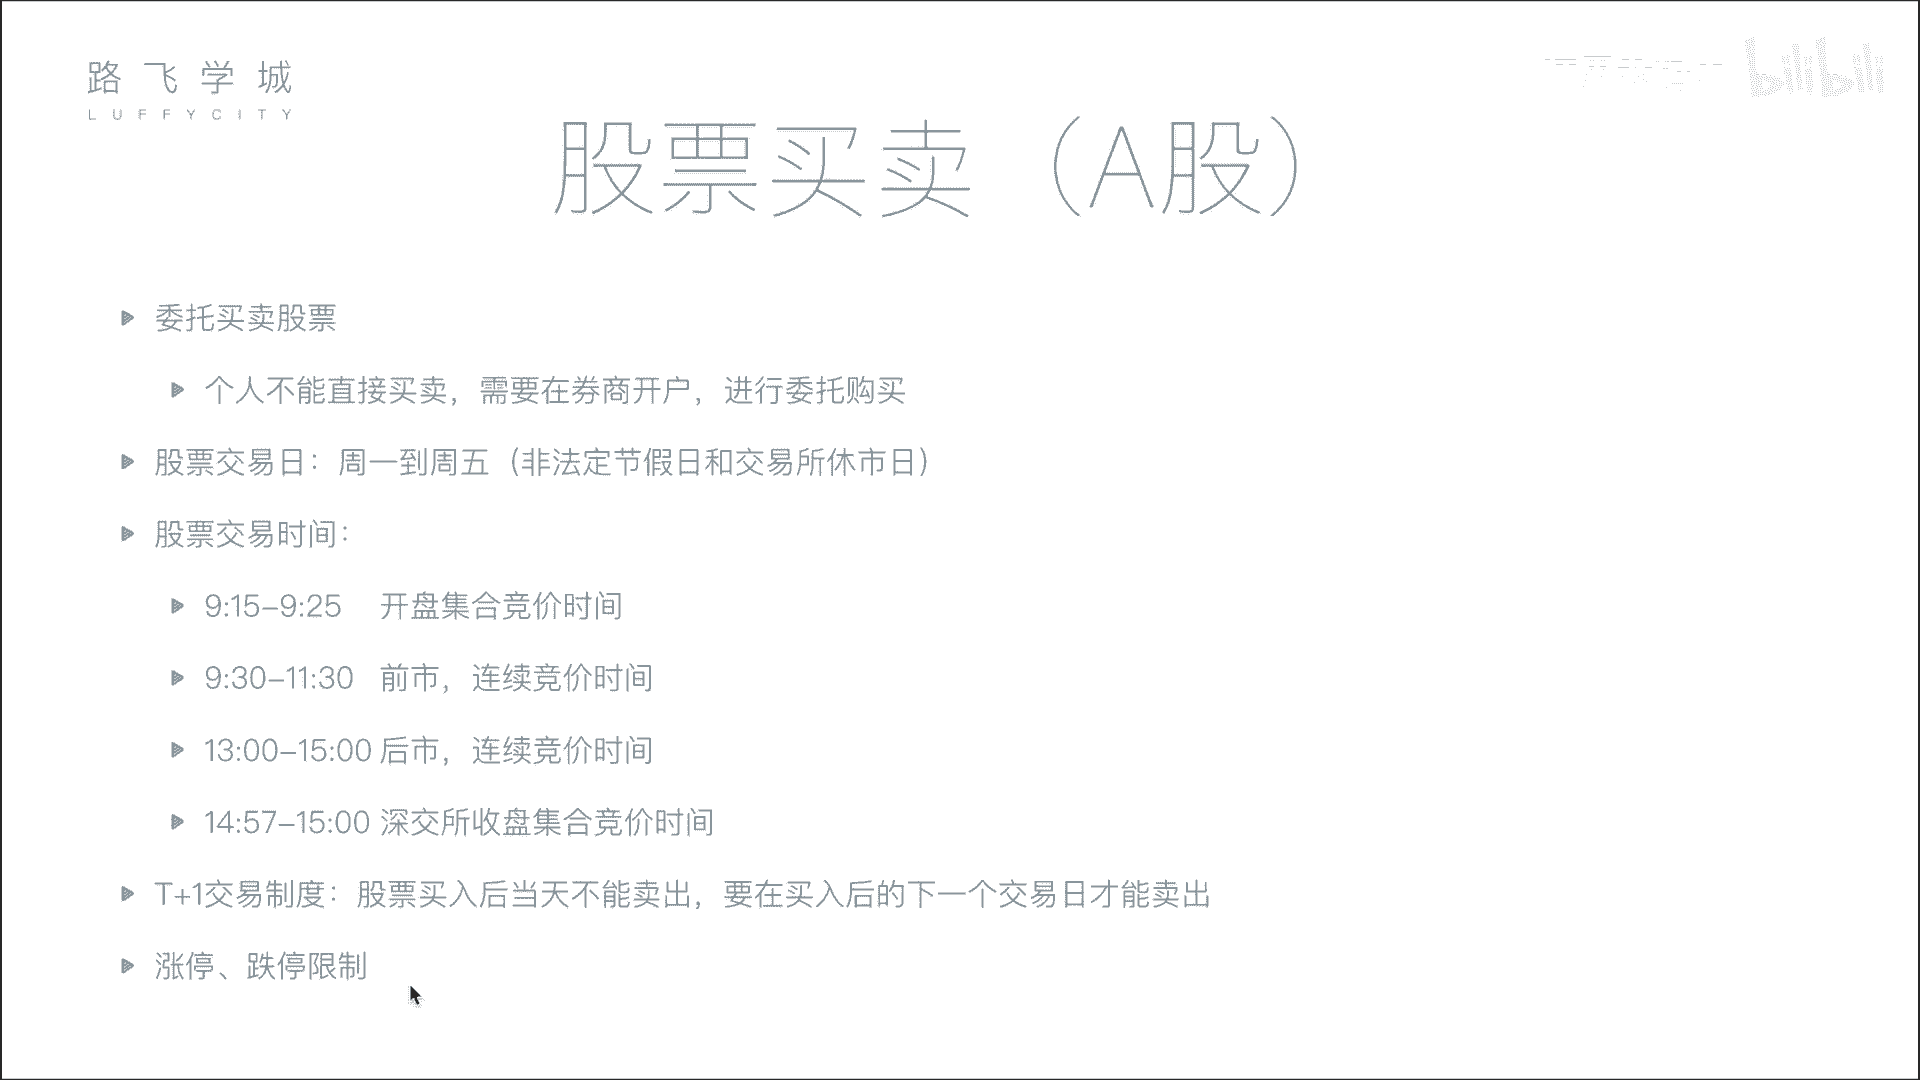 路飞学城
LUFFYCITY
bilibili
股票买卖（A股）
委托买卖股票
个人不能直接买卖，需要在券商开户，进行委托购买
股票交易日：周一到周五（非法定节假日和交易所休市日）
股票交易时间：
9:15–9:25 开盘集合竞价时间
9:30–11:30 前市，连续竞价时间
13:00–15:00 后市，连续竞价时间
14:57–15:00 深交所收盘集合竞价时间
T+1交易制度：股票买入后当天不能卖出，要在买入后的下一个交易日才能卖出
涨停、跌停限制